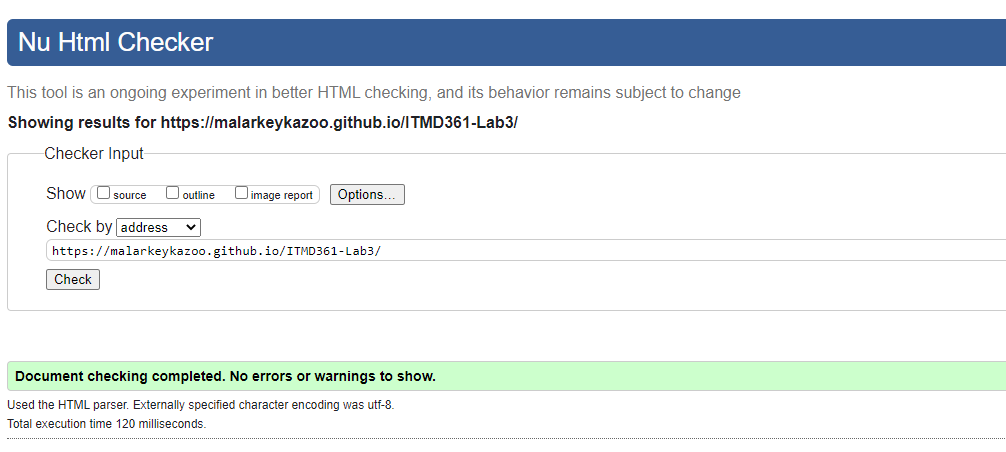 Nu Html Checker
This tool is an ongoing experiment in better HTML checking, and its behavior remains subject to change
Showing results for https://malarkeykazoo.github.io/ITMD361-Lab3/
Checker Input
Show source outline image report Options...
Check by address
https://malarkeykazoo.github.io/ITMD361-Lab3/
Check
Document checking completed. No errors or warnings to show.
Used the HTML parser. Externally specified character encoding was utf-8.
Total execution time 120 milliseconds.